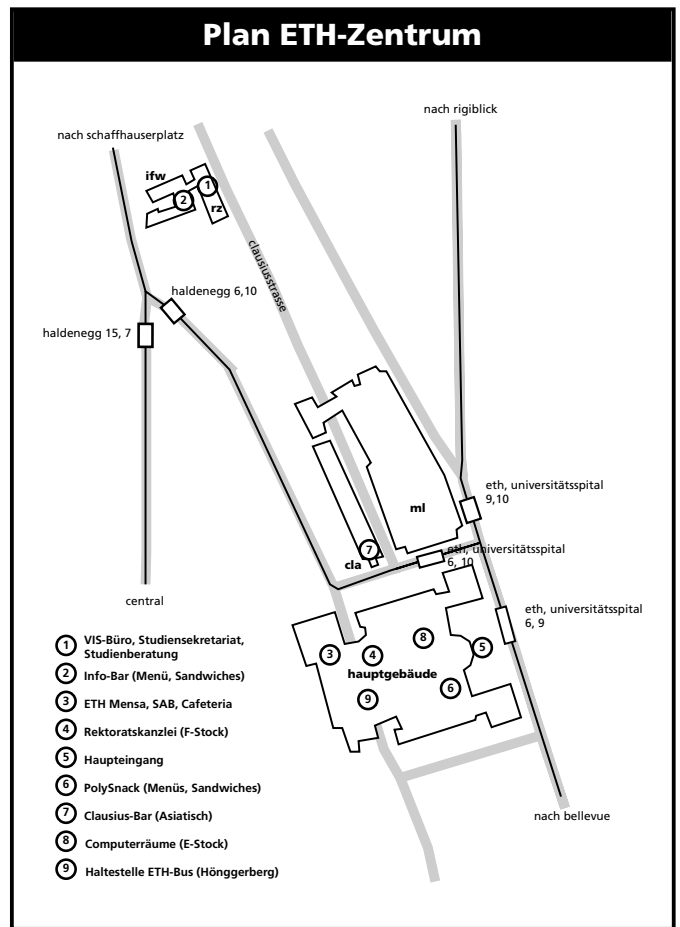 Plan ETH-Zentrum
nach rigiblick
nach schaffhauserplatz
ifw
1
2
rz
clausiusstrasse
haldenegg 6,10
haldenegg 15, 7
eth, universitätsspital
9,10
ml
7
eth, universitätsspital
6, 10
cla
central
eth, universitätsspital
6, 9
8
5
3
4
hauptgebäude
6
9
1 VIS-Büro, Studiensekretariat,
Studienberatung
2 Info-Bar (Menü, Sandwiches)
3 ETH Mensa, SAB, Cafeteria
4 Rektoratskanzlei (F-Stock)
5 Haupteingang
6 PolySnack (Menüs, Sandwiches)
7 Clausius-Bar (Asiatisch)
8 Computerräume (E-Stock)
9 Haltestelle ETH-Bus (Hönggerberg)
nach bellevue